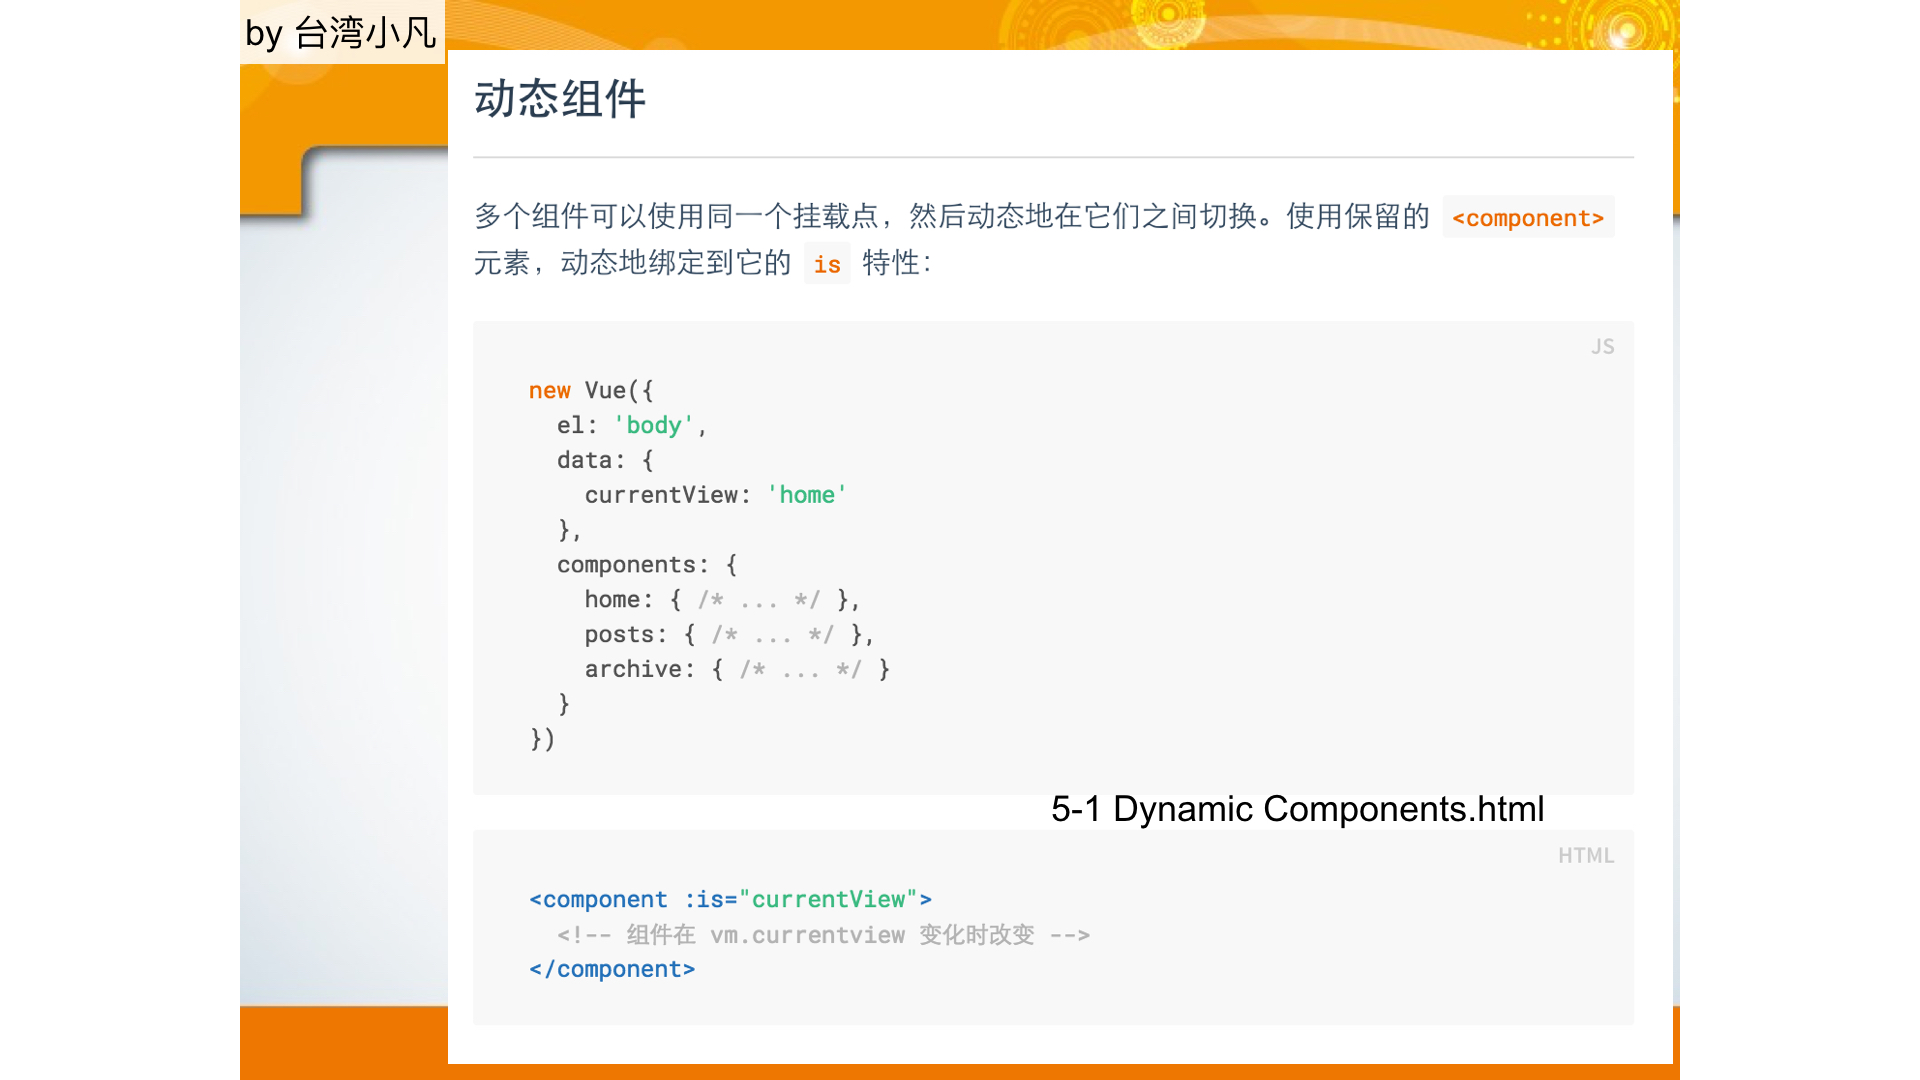 by 台湾小凡
动态组件
多个组件可以使用同一个挂载点，然后动态地在它们之间切换。使用保留的 <component>
元素，动态地绑定到它的 is 特性：
JS
new Vue({
  el: 'body',
  data: {
    currentView: 'home'
  },
  components: {
    home: { /* ... */ },
    posts: { /* ... */ },
    archive: { /* ... */ }
  }
})
5-1 Dynamic Components.html
HTML
<component :is="currentView">
  <!-- 组件在 vm.currentview 变化时改变 -->
</component>